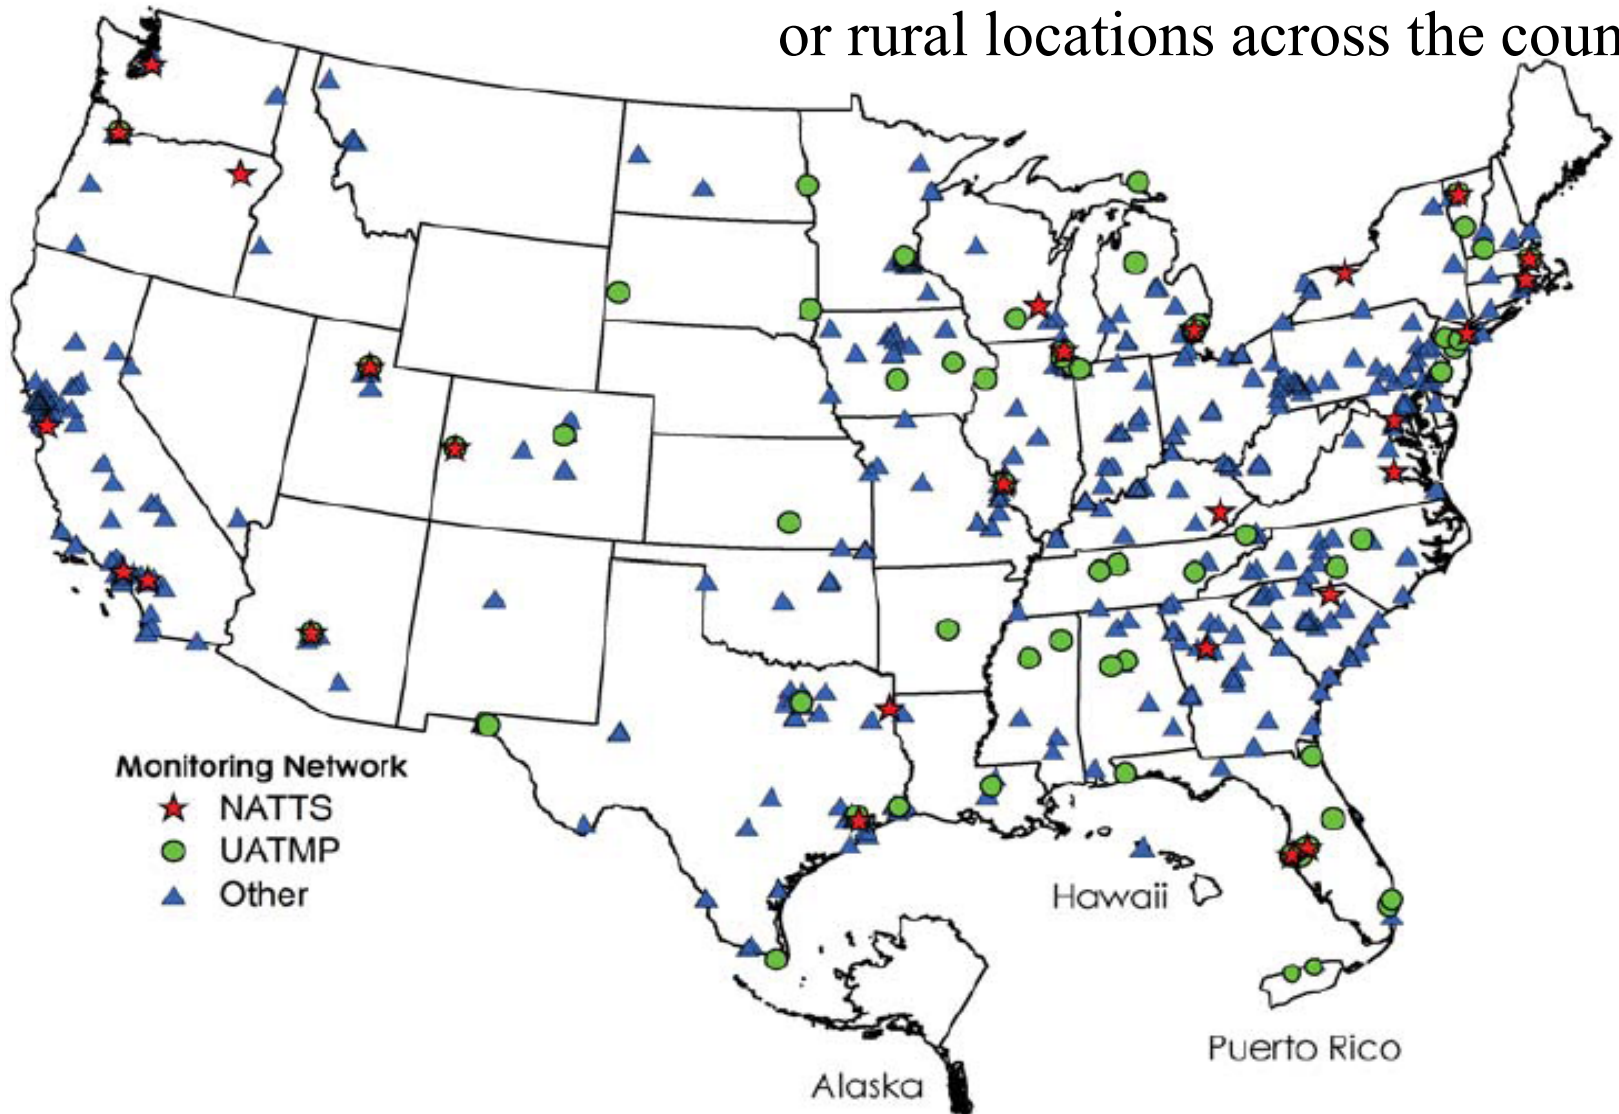 or rural locations across the coun
Monitoring Network
NATTS
UATMP
Other
Hawaii
Puerto Rico
Alaska